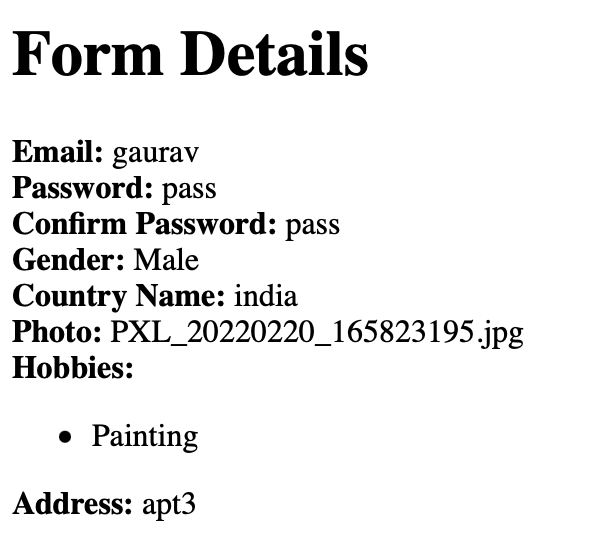 Form Details
Email: gaurav
Password: pass
Confirm Password: pass
Gender: Male
Country Name: india
Photo: PXL_20220220_165823195.jpg
Hobbies:
• Painting
Address: apt3